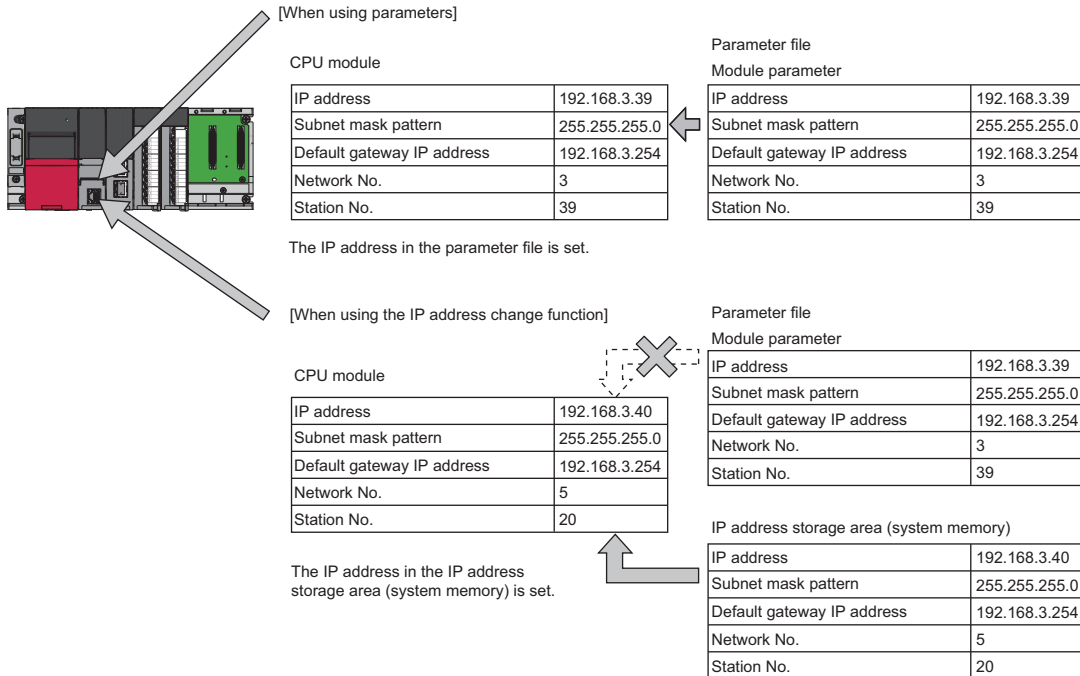 [When using parameters]
CPU module
IP address 192.168.3.39
Subnet mask pattern 255.255.255.0
Default gateway IP address 192.168.3.254
Network No. 3
Station No. 39
The IP address in the parameter file is set.
Parameter file
Module parameter
IP address 192.168.3.39
Subnet mask pattern 255.255.255.0
Default gateway IP address 192.168.3.254
Network No. 3
Station No. 39
[When using the IP address change function]
CPU module
IP address 192.168.3.40
Subnet mask pattern 255.255.255.0
Default gateway IP address 192.168.3.254
Network No. 5
Station No. 20
The IP address in the IP address
storage area (system memory) is set.
Parameter file
Module parameter
IP address 192.168.3.39
Subnet mask pattern 255.255.255.0
Default gateway IP address 192.168.3.254
Network No. 3
Station No. 39
IP address storage area (system memory)
IP address 192.168.3.40
Subnet mask pattern 255.255.255.0
Default gateway IP address 192.168.3.254
Network No. 5
Station No. 20